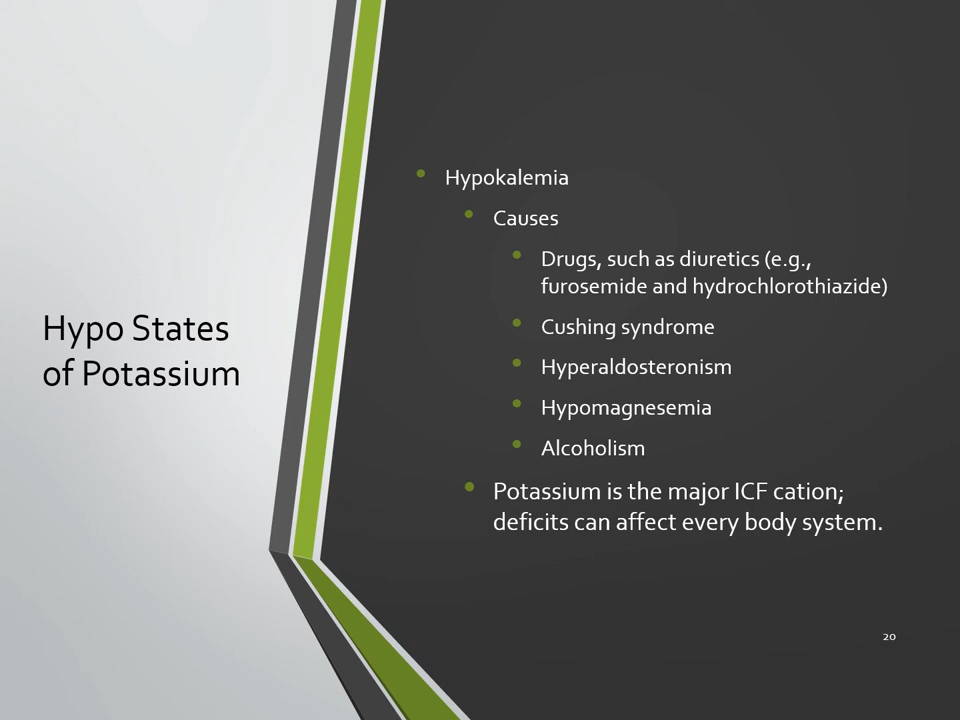 Hypo States
of Potassium
• Hypokalemia
• Causes
• Drugs, such as diuretics (e.g.,
furosemide and hydrochlorothiazide)
• Cushing syndrome
• Hyperaldosteronism
• Hypomagnesemia
• Alcoholism
• Potassium is the major ICF cation;
deficits can affect every body system.
20